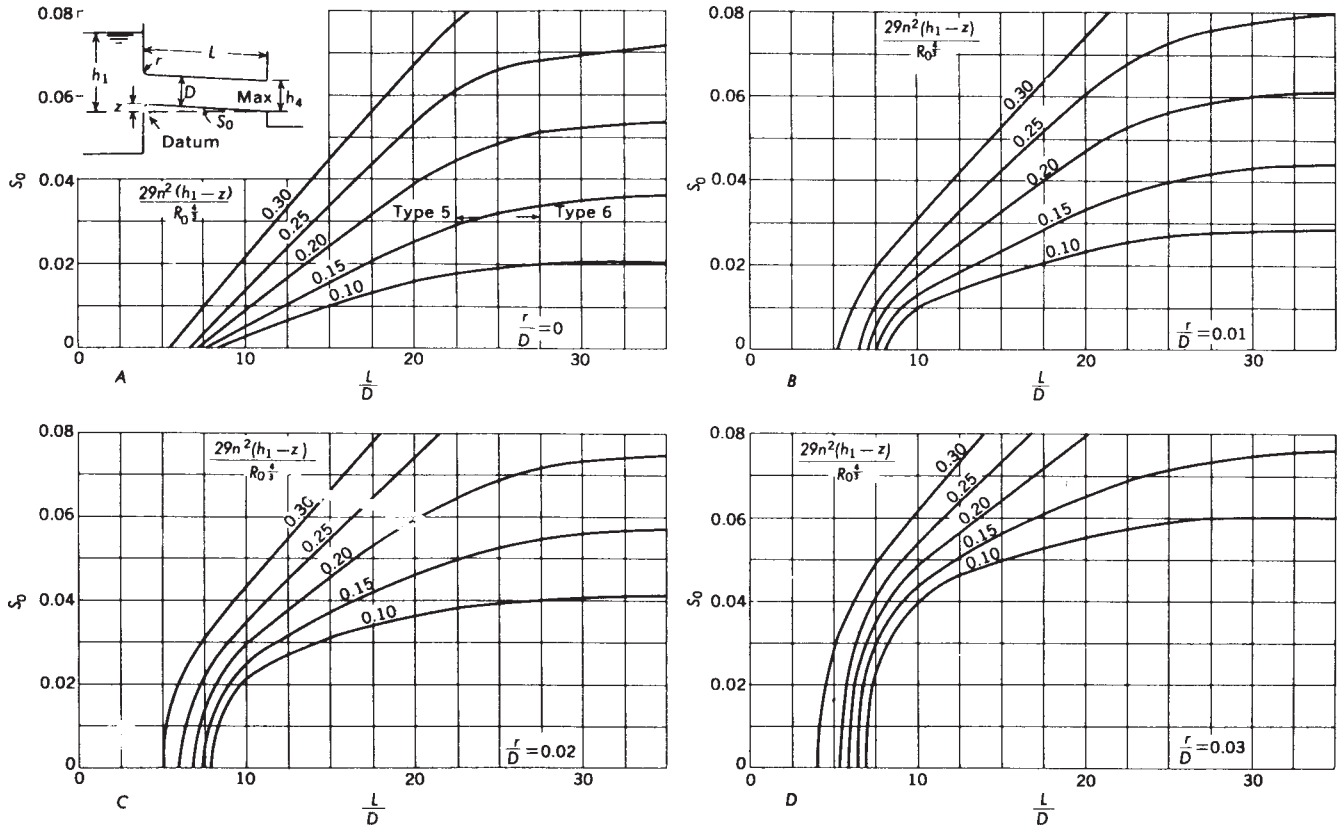 0.08
0.06
0.04
0.02
0
S₀
h₁
z
r
L
D
Max
h₄
S₀
Datum
29n²(h₁−z)
R₀^4/3
0.30
0.25
0.20
0.15
0.10
Type 5
Type 6
r/D = 0
0
10
20
30
A
L/D
0.08
0.06
0.04
0.02
0
S₀
29n²(h₁−z)
R₀^4/3
0.30
0.25
0.20
0.15
0.10
r/D = 0.01
0
10
20
30
B
L/D
0.08
0.06
0.04
0.02
0
S₀
29n²(h₁−z)
R₀^4/3
0.30
0.25
0.20
0.15
0.10
r/D = 0.02
0
10
20
30
C
L/D
0.08
0.06
0.04
0.02
0
S₀
29n²(h₁−z)
R₀^4/3
0.30
0.25
0.20
0.15
0.10
r/D = 0.03
0
10
20
30
D
L/D